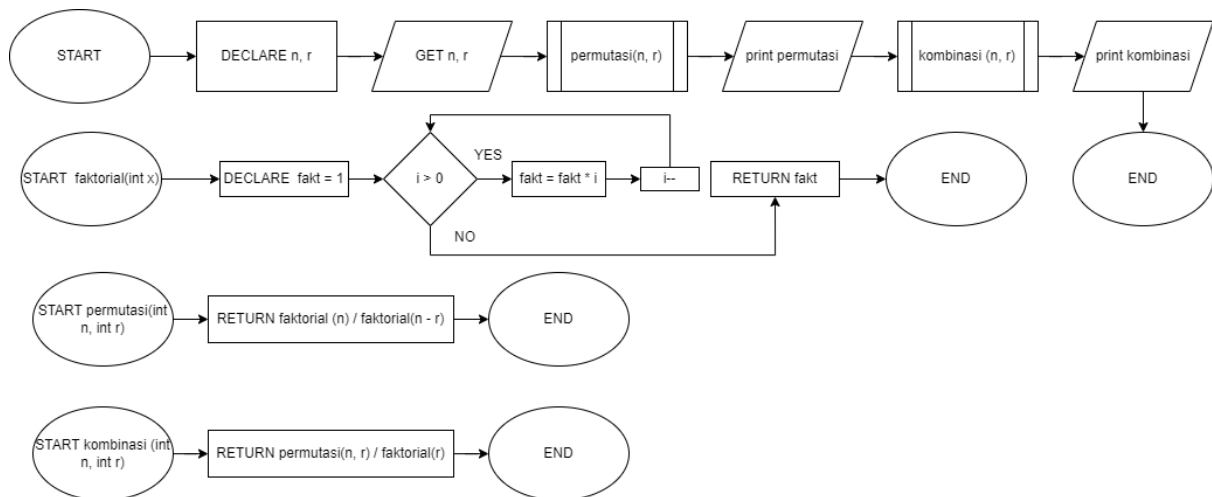 START
DECLARE n, r
GET n, r
permutasi(n, r)
print permutasi
kombinasi (n, r)
print kombinasi
START  faktorial(int x)
DECLARE  fakt = 1
i > 0
YES
fakt = fakt * i
i--
RETURN fakt
END
END
NO
START permutasi(int
n, int r)
RETURN faktorial (n) / faktorial(n - r)
END
START kombinasi (int
n, int r)
RETURN permutasi(n, r) / faktorial(r)
END